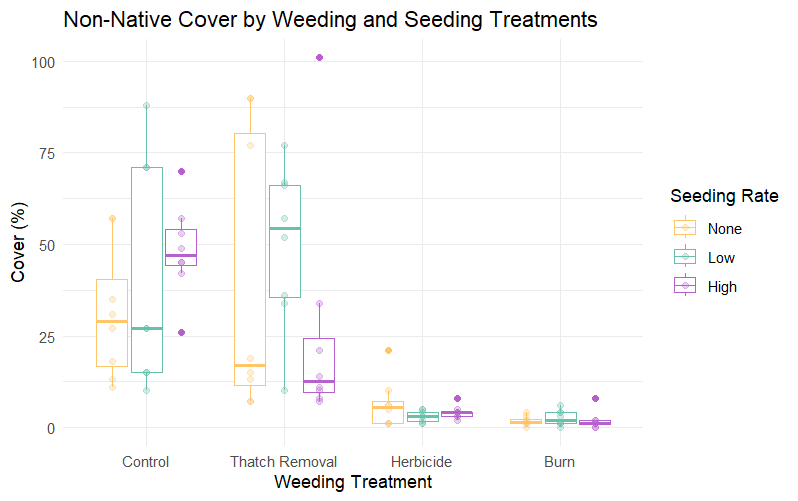 Non-Native Cover by Weeding and Seeding Treatments
100
75
50
25
0
Cover (%)
Control Thatch Removal Herbicide Burn
Weeding Treatment
Seeding Rate
None
Low
High